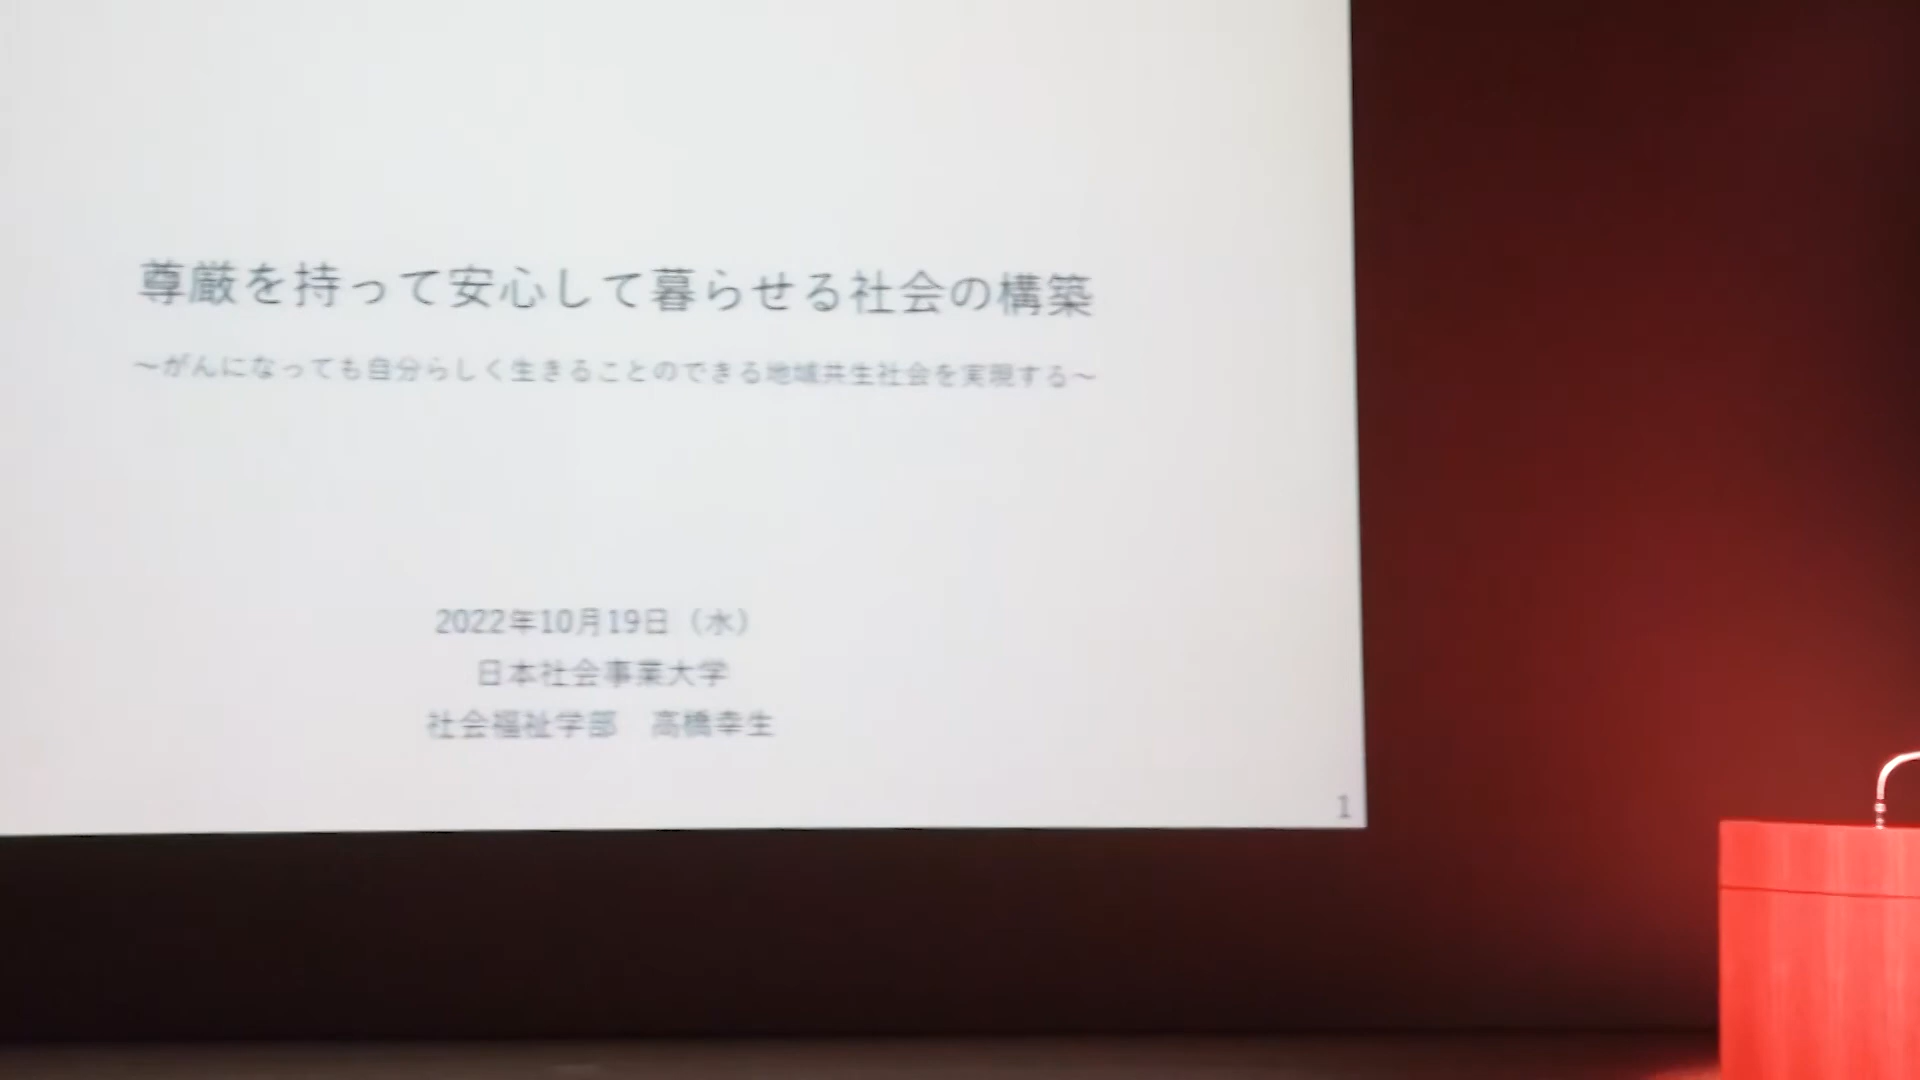 尊厳を持って安心して暮らせる社会の構築
～がんになっても自分らしく生きることのできる地域共生社会を実現する～
2022年10月19日（水）
日本社会事業大学
社会福祉学部　高橋幸生
1